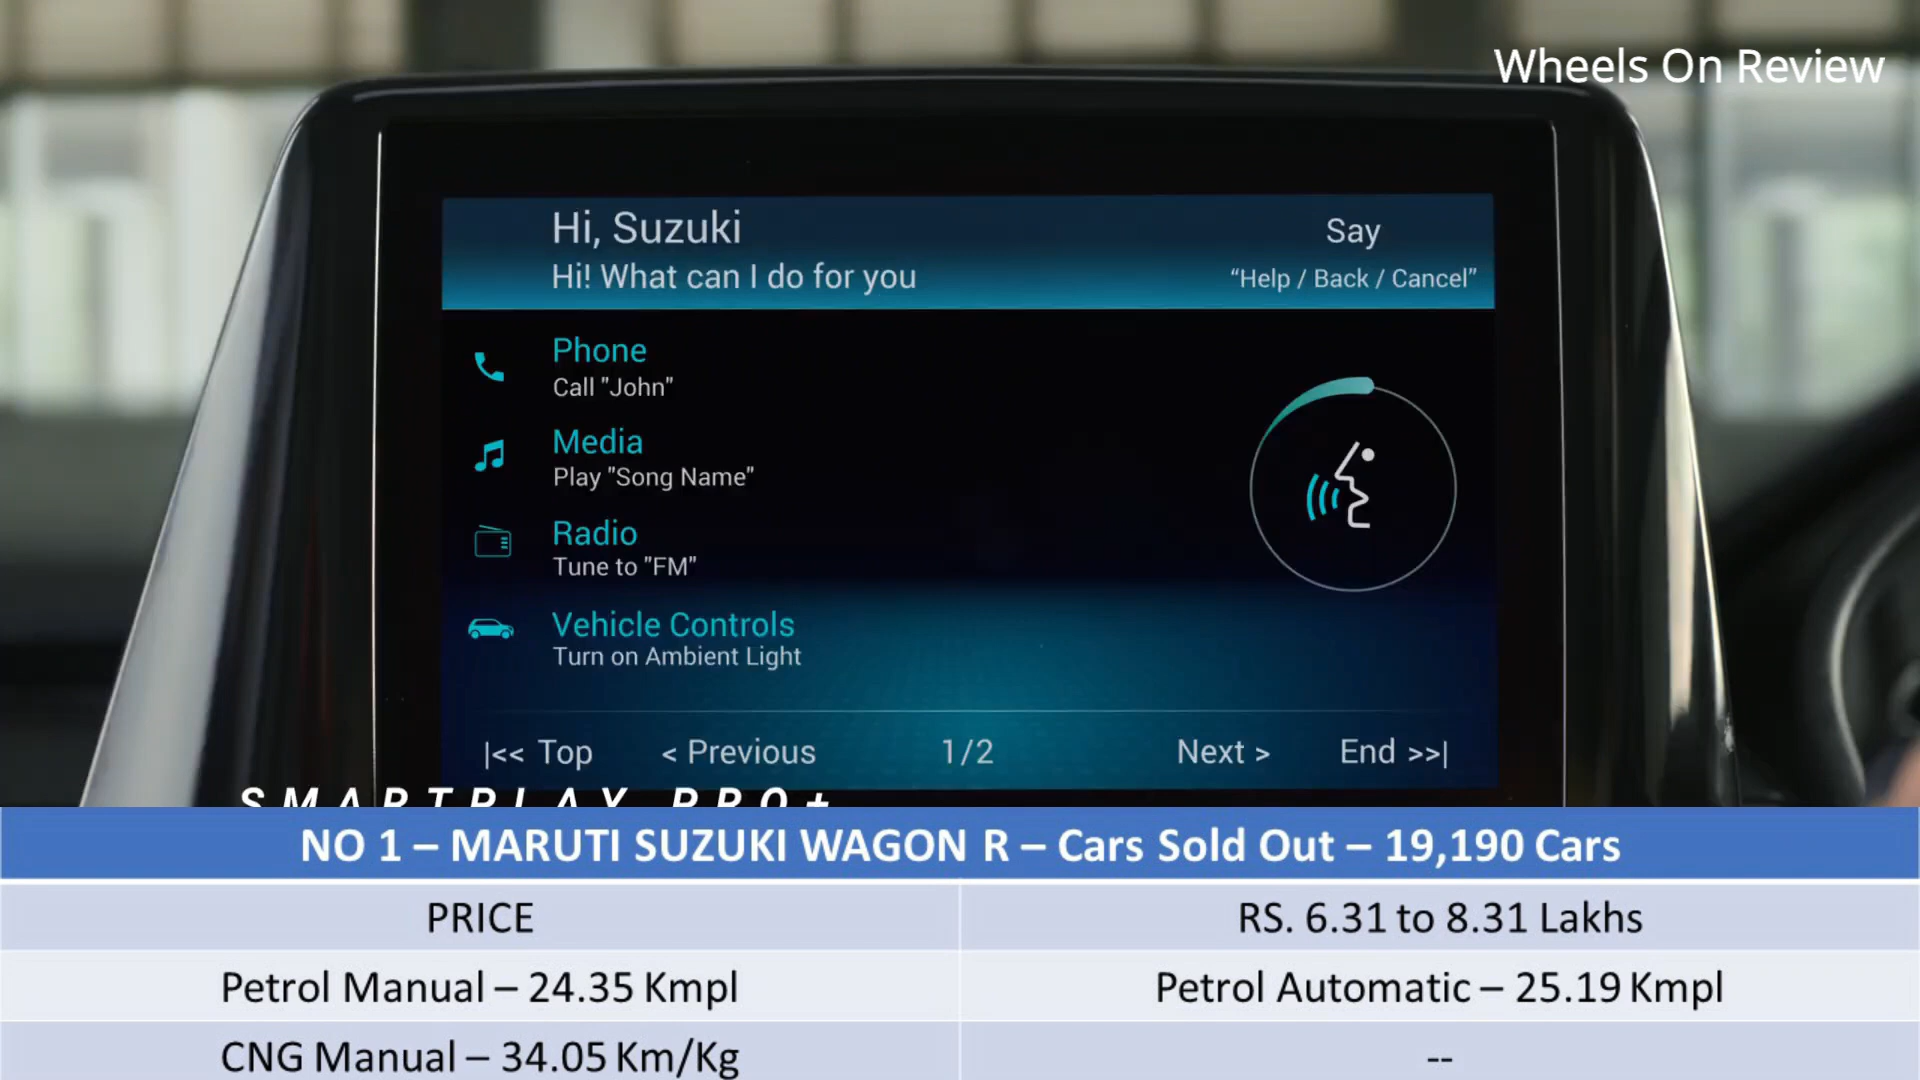 Wheels On Review
Hi, Suzuki
Hi! What can I do for you
Say
“Help / Back / Cancel”
Phone
Call "John"
Media
Play "Song Name"
Radio
Tune to "FM"
Vehicle Controls
Turn on Ambient Light
|<< Top < Previous 1/2 Next > End >>|
SMARTPLAY PRO+
NO 1 – MARUTI SUZUKI WAGON R – Cars Sold Out – 19,190 Cars
PRICE RS. 6.31 to 8.31 Lakhs
Petrol Manual – 24.35 Kmpl Petrol Automatic – 25.19 Kmpl
CNG Manual – 34.05 Km/Kg --